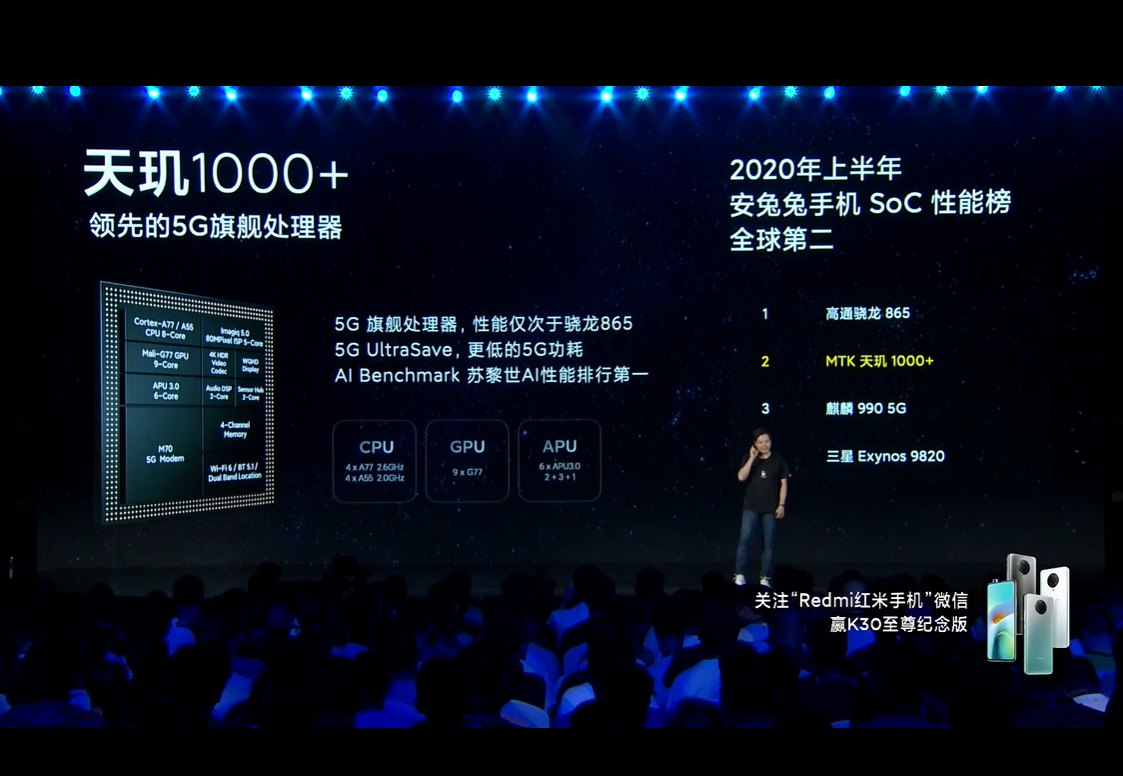 天玑1000+
领先的5G旗舰处理器
2020年上半年
安兔兔手机 SoC 性能榜
全球第二
Cortex-A77 / A55
CPU 8-Core
Imagiq 5.0
80MPixel ISP 5-Core
Mali-G77 GPU
9-Core
4K HDR
Video
Codec
WQHD
Display
APU 3.0
6-Core
Audio DSP
2-Core
Sensor Hub
2-Core
M70
5G Modem
4-Channel
Memory
Wi-Fi 6 / BT 5.1 /
Dual Band Location
5G 旗舰处理器，性能仅次于骁龙865
5G UltraSave，更低的5G功耗
AI Benchmark 苏黎世AI性能排行第一
CPU
4 x A77 2.6GHz
4 x A55 2.0GHz
GPU
9 x G77
APU
6 x APU3.0
2 + 3 + 1
1 高通骁龙 865
2 MTK 天玑 1000+
3 麒麟 990 5G
三星 Exynos 9820
关注“Redmi红米手机”微信
赢K30至尊纪念版